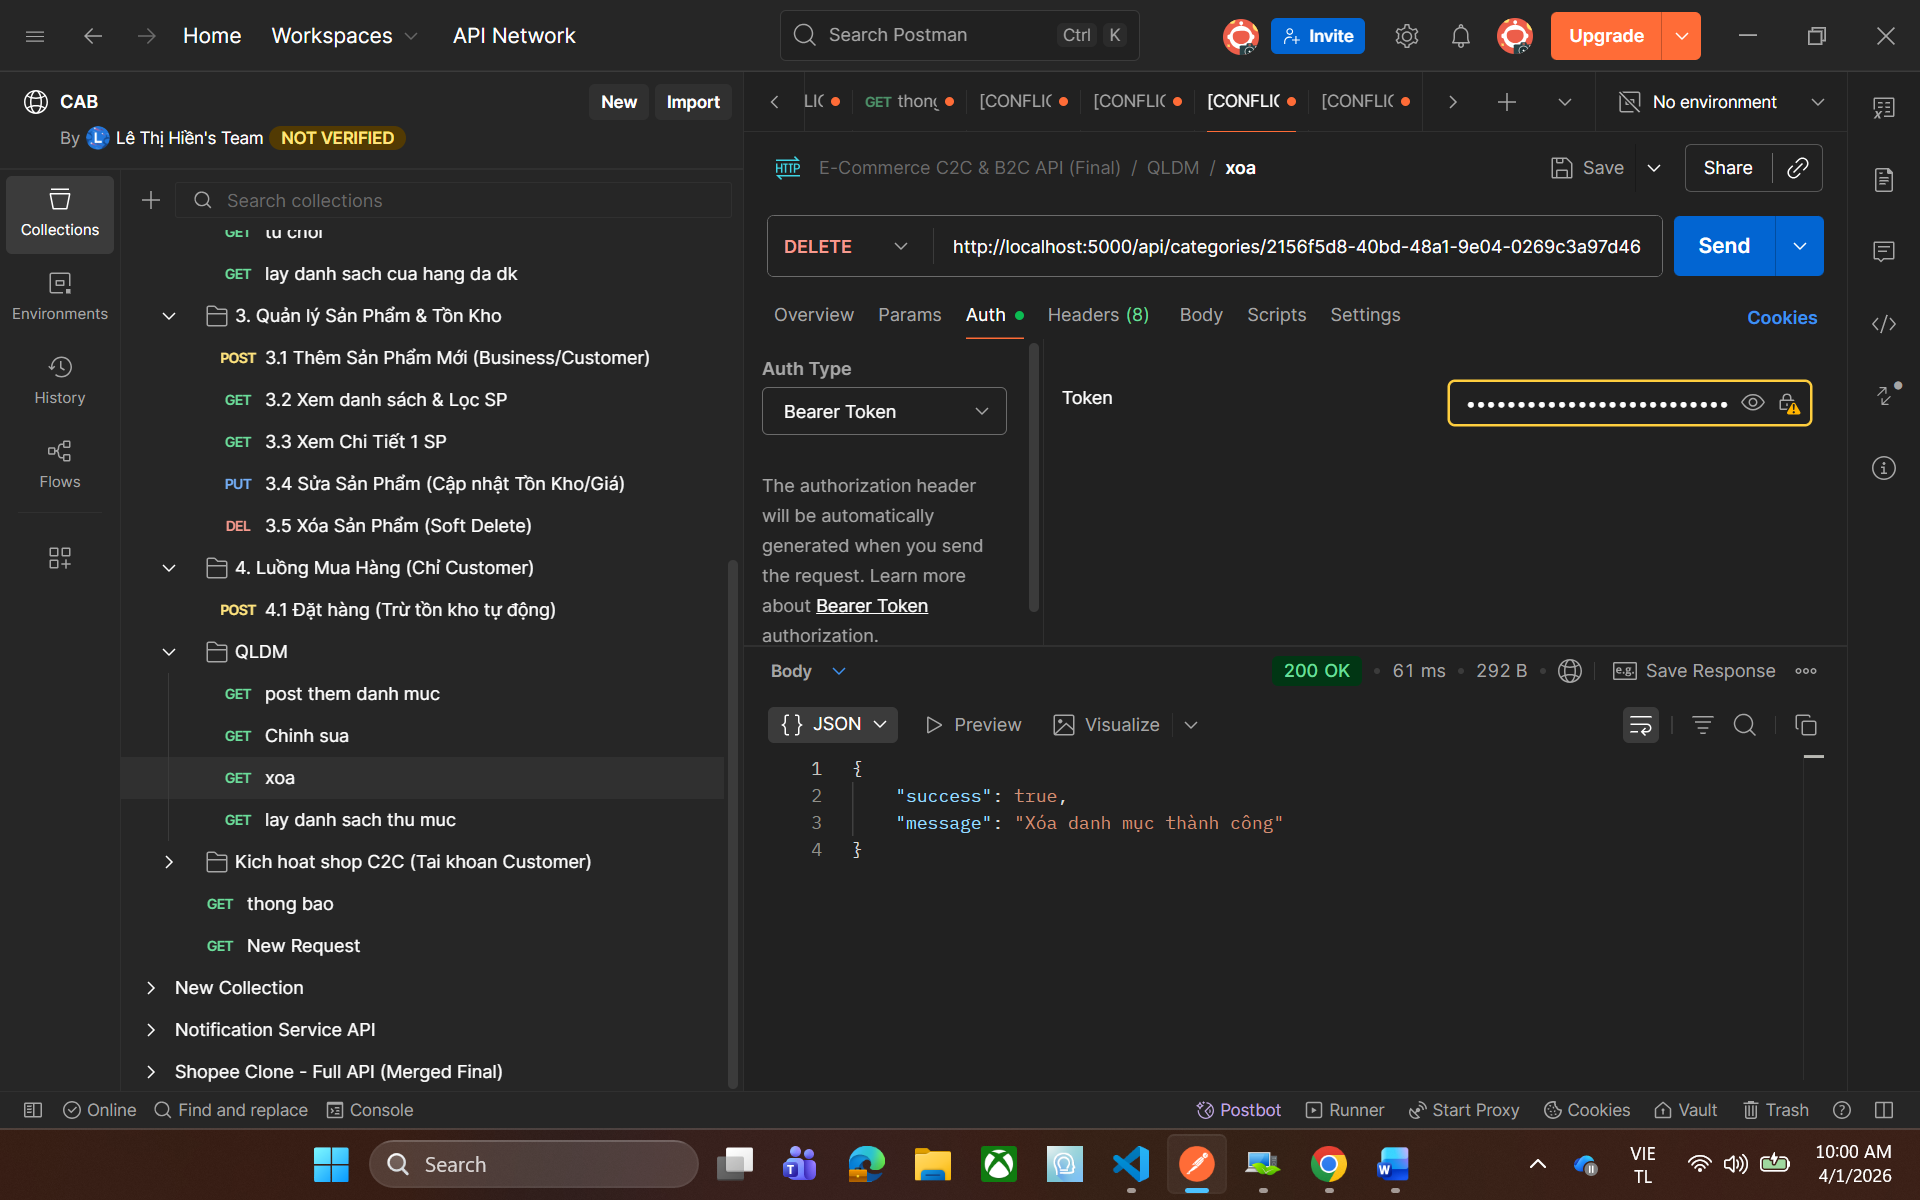 Home
Workspaces
API Network
Search Postman
Ctrl K
Invite
Upgrade
CAB
New
Import
By L Lê Thị Hiền's Team NOT VERIFIED
Collections
Environments
History
Flows
Search collections
GET tu choi
GET lay danh sach cua hang da dk
3. Quản lý Sản Phẩm & Tồn Kho
POST 3.1 Thêm Sản Phẩm Mới (Business/Customer)
GET 3.2 Xem danh sách & Lọc SP
GET 3.3 Xem Chi Tiết 1 SP
PUT 3.4 Sửa Sản Phẩm (Cập nhật Tồn Kho/Giá)
DEL 3.5 Xóa Sản Phẩm (Soft Delete)
4. Luồng Mua Hàng (Chỉ Customer)
POST 4.1 Đặt hàng (Trừ tồn kho tự động)
QLDM
GET post them danh muc
GET Chinh sua
GET xoa
GET lay danh sach thu muc
Kich hoat shop C2C (Tai khoan Customer)
GET thong bao
GET New Request
New Collection
Notification Service API
Shopee Clone - Full API (Merged Final)
GET thong
[CONFLIC
[CONFLIC
[CONFLIC
[CONFLIC
No environment
HTTP E-Commerce C2C & B2C API (Final) / QLDM / xoa
Save
Share
DELETE
http://localhost:5000/api/categories/2156f5d8-40bd-48a1-9e04-0269c3a97d46
Send
Overview
Params
Auth
Headers (8)
Body
Scripts
Settings
Cookies
Auth Type
Bearer Token
The authorization header
will be automatically
generated when you send
the request. Learn more
about Bearer Token
authorization.
Token
Body
200 OK • 61 ms • 292 B
e.g. Save Response
{} JSON
Preview
Visualize
1 {
2 "success": true,
3 "message": "Xóa danh mục thành công"
4 }
Online
Find and replace
Console
Postbot
Runner
Start Proxy
Cookies
Vault
Trash
Search
VIE
TL
10:00 AM
4/1/2026